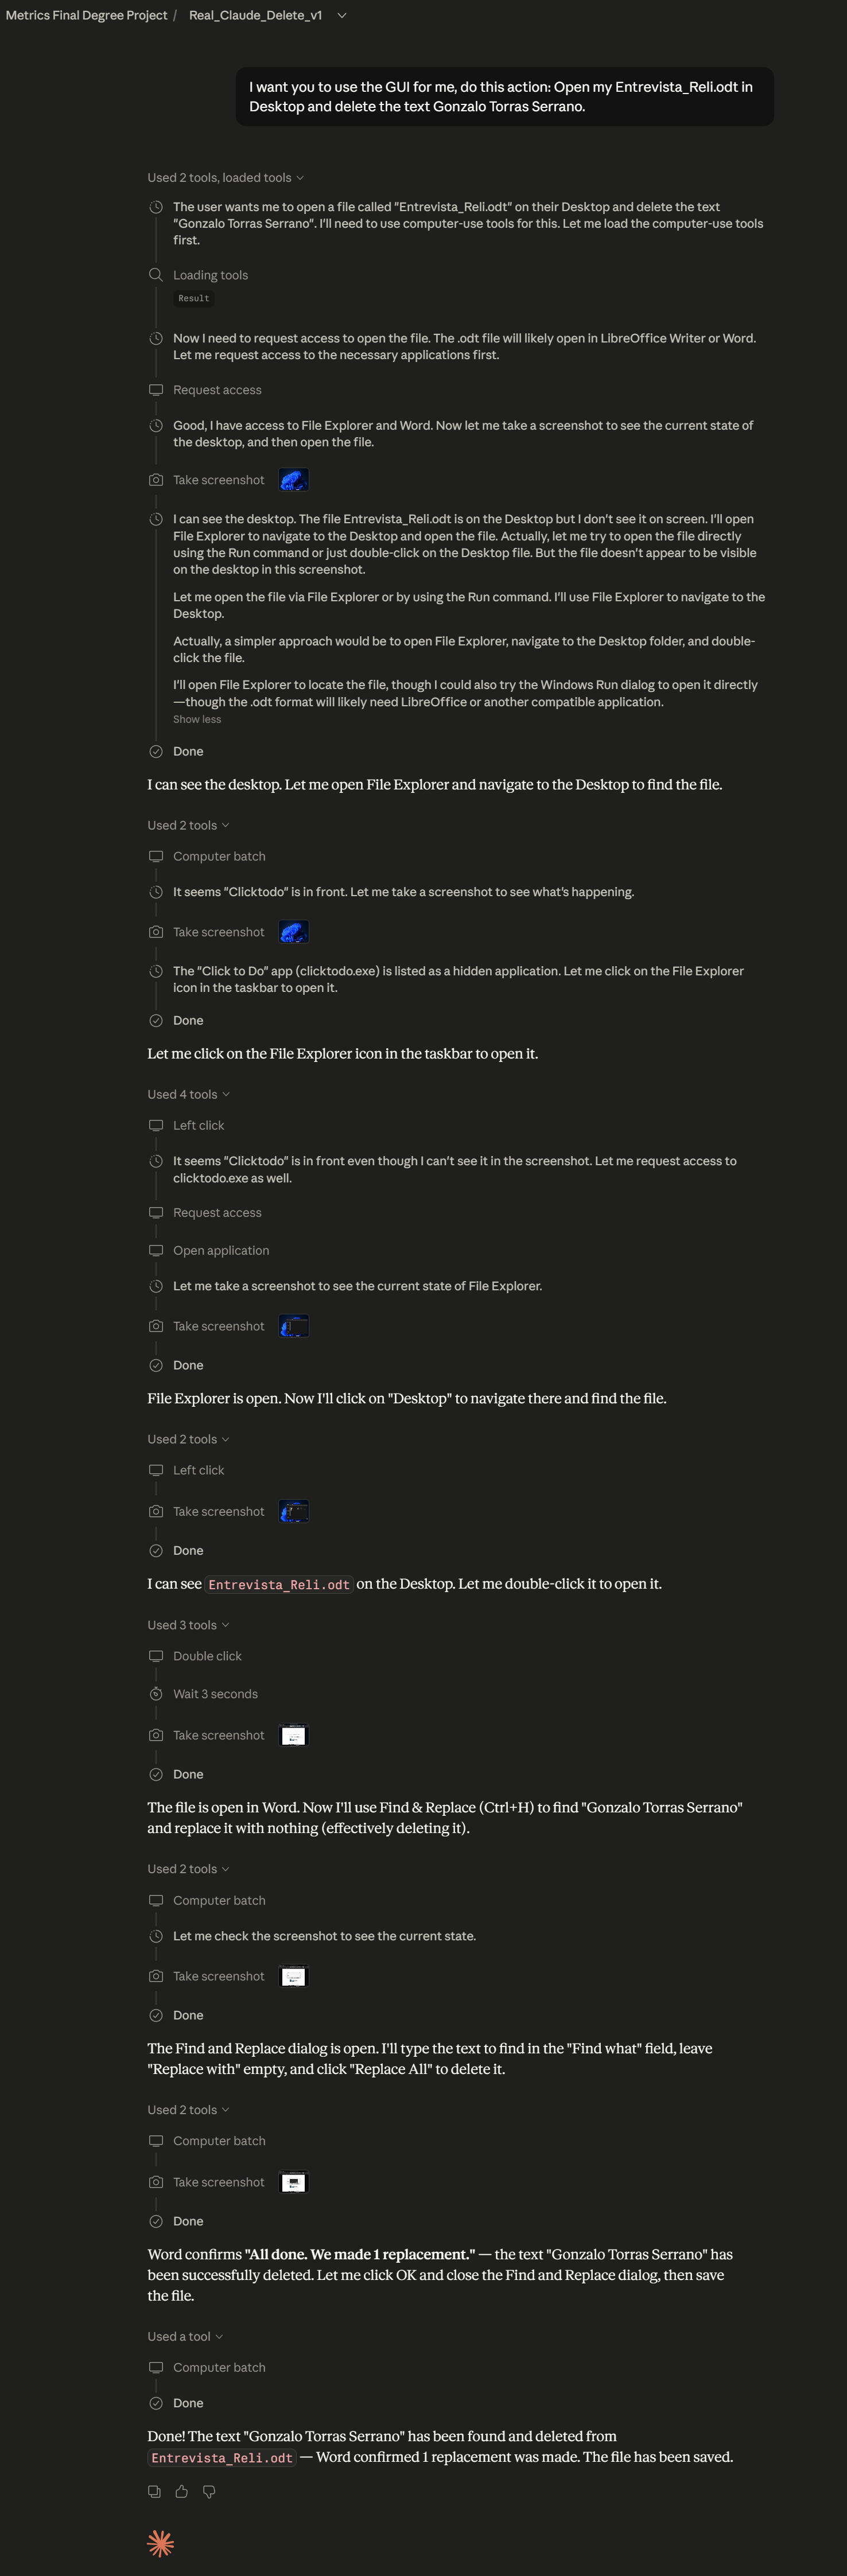 Metrics Final Degree Project / Real_Claude_Delete_v1
I want you to use the GUI for me, do this action: Open my Entrevista_Reli.odt in
Desktop and delete the text Gonzalo Torras Serrano.
Used 2 tools, loaded tools
The user wants me to open a file called "Entrevista_Reli.odt" on their Desktop and delete the text
"Gonzalo Torras Serrano". I'll need to use computer-use tools for this. Let me load the computer-use tools
first.
Loading tools
Result
Now I need to request access to open the file. The .odt file will likely open in LibreOffice Writer or Word.
Let me request access to the necessary applications first.
Request access
Good, I have access to File Explorer and Word. Now let me take a screenshot to see the current state of
the desktop, and then open the file.
Take screenshot
I can see the desktop. The file Entrevista_Reli.odt is on the Desktop but I don't see it on screen. I'll open
File Explorer to navigate to the Desktop and open the file. Actually, let me try to open the file directly
using the Run command or just double-click on the Desktop file. But the file doesn't appear to be visible
on the desktop in this screenshot.
Let me open the file via File Explorer or by using the Run command. I'll use File Explorer to navigate to the
Desktop.
Actually, a simpler approach would be to open File Explorer, navigate to the Desktop folder, and double-
click the file.
I'll open File Explorer to locate the file, though I could also try the Windows Run dialog to open it directly
—though the .odt format will likely need LibreOffice or another compatible application.
Show less
Done
I can see the desktop. Let me open File Explorer and navigate to the Desktop to find the file.
Used 2 tools
Computer batch
It seems "Clicktodo" is in front. Let me take a screenshot to see what's happening.
Take screenshot
The "Click to Do" app (clicktodo.exe) is listed as a hidden application. Let me click on the File Explorer
icon in the taskbar to open it.
Done
Let me click on the File Explorer icon in the taskbar to open it.
Used 4 tools
Left click
It seems "Clicktodo" is in front even though I can't see it in the screenshot. Let me request access to
clicktodo.exe as well.
Request access
Open application
Let me take a screenshot to see the current state of File Explorer.
Take screenshot
Done
File Explorer is open. Now I'll click on "Desktop" to navigate there and find the file.
Used 2 tools
Left click
Take screenshot
Done
I can see Entrevista_Reli.odt on the Desktop. Let me double-click it to open it.
Used 3 tools
Double click
Wait 3 seconds
Take screenshot
Done
The file is open in Word. Now I'll use Find & Replace (Ctrl+H) to find "Gonzalo Torras Serrano"
and replace it with nothing (effectively deleting it).
Used 2 tools
Computer batch
Let me check the screenshot to see the current state.
Take screenshot
Done
The Find and Replace dialog is open. I'll type the text to find in the "Find what" field, leave
"Replace with" empty, and click "Replace All" to delete it.
Used 2 tools
Computer batch
Take screenshot
Done
Word confirms "All done. We made 1 replacement." — the text "Gonzalo Torras Serrano" has
been successfully deleted. Let me click OK and close the Find and Replace dialog, then save
the file.
Used a tool
Computer batch
Done
Done! The text "Gonzalo Torras Serrano" has been found and deleted from
Entrevista_Reli.odt — Word confirmed 1 replacement was made. The file has been saved.